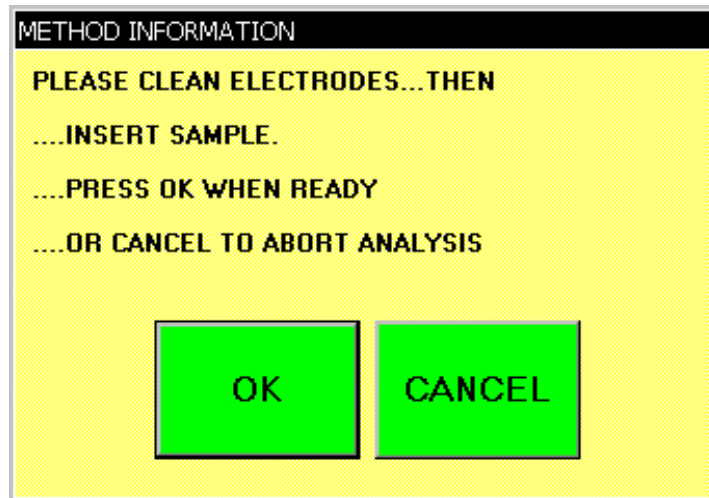 METHOD INFORMATION
PLEASE CLEAN ELECTRODES...THEN
....INSERT SAMPLE.
....PRESS OK WHEN READY
....OR CANCEL TO ABORT ANALYSIS
OK
CANCEL